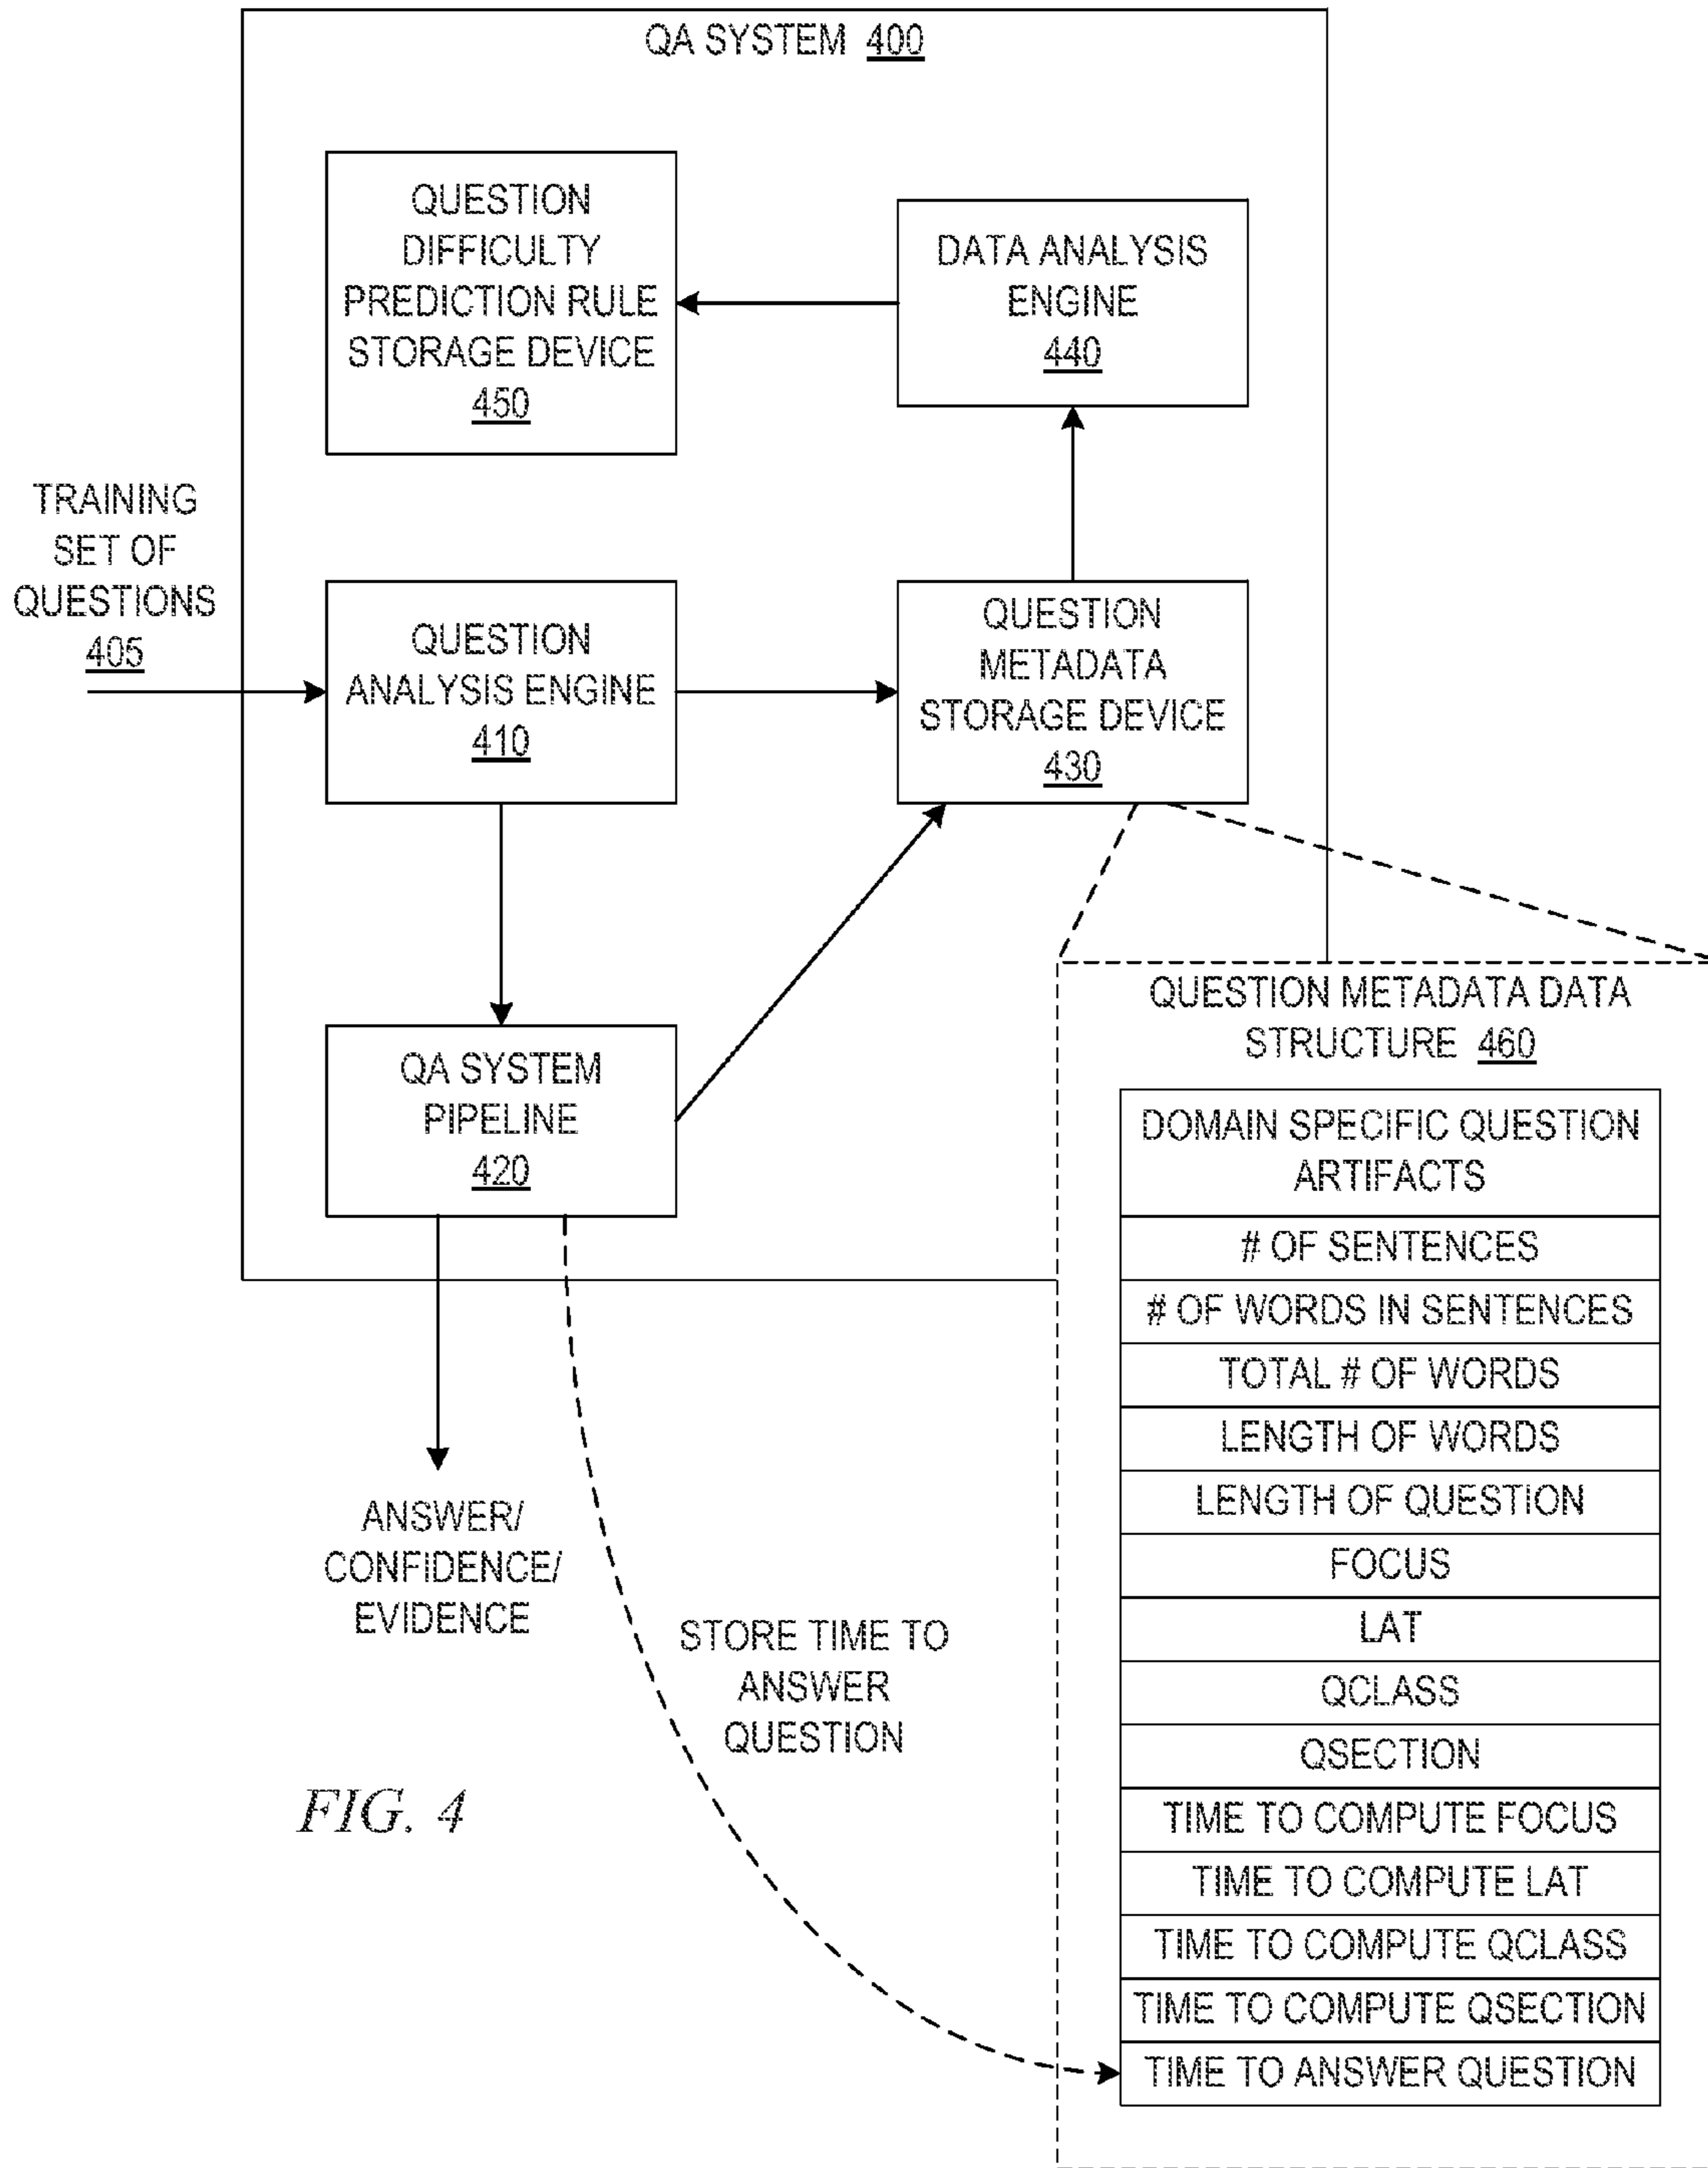 QA SYSTEM 400
QUESTION
DIFFICULTY
PREDICTION RULE
STORAGE DEVICE
450
DATA ANALYSIS
ENGINE
440
TRAINING
SET OF
QUESTIONS
405
QUESTION
ANALYSIS ENGINE
410
QUESTION
METADATA
STORAGE DEVICE
430
QA SYSTEM
PIPELINE
420
QUESTION METADATA DATA
STRUCTURE 460
DOMAIN SPECIFIC QUESTION
ARTIFACTS
# OF SENTENCES
# OF WORDS IN SENTENCES
TOTAL # OF WORDS
LENGTH OF WORDS
LENGTH OF QUESTION
FOCUS
LAT
QCLASS
QSECTION
TIME TO COMPUTE FOCUS
TIME TO COMPUTE LAT
TIME TO COMPUTE QCLASS
TIME TO COMPUTE QSECTION
TIME TO ANSWER QUESTION
ANSWER/
CONFIDENCE/
EVIDENCE
STORE TIME TO
ANSWER
QUESTION
FIG. 4